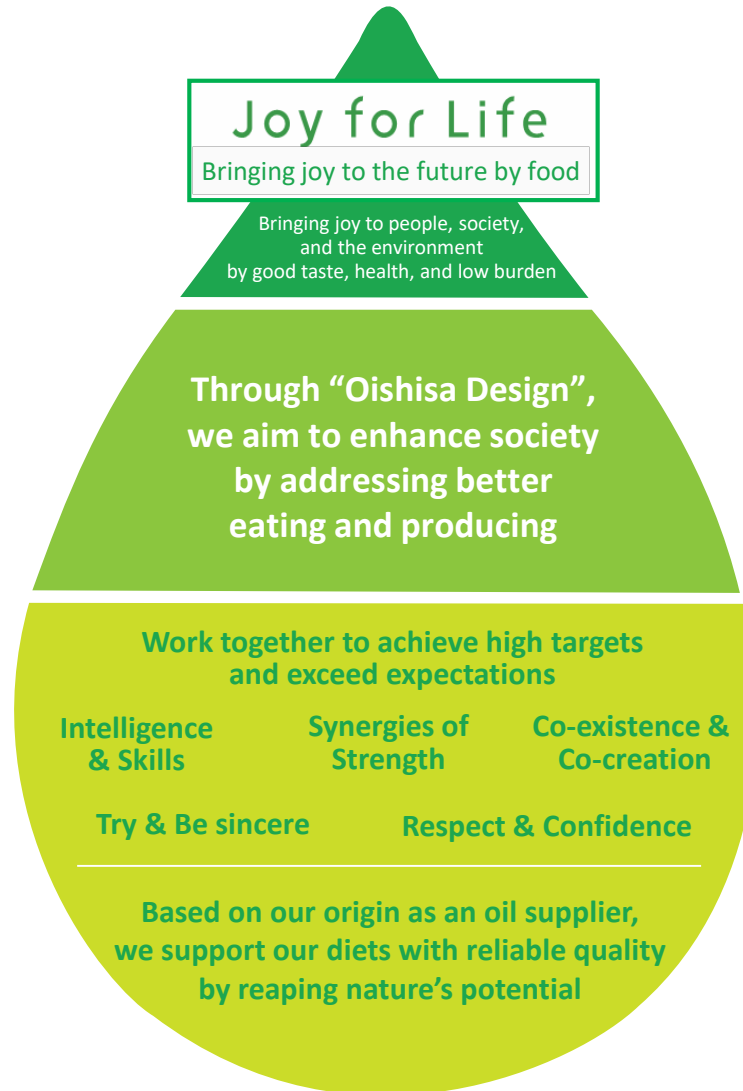 Joy for Life
Bringing joy to the future by food
Bringing joy to people, society,
and the environment
by good taste, health, and low burden
Through “Oishisa Design”,
we aim to enhance society
by addressing better
eating and producing
Work together to achieve high targets
and exceed expectations
Intelligence
& Skills
Synergies of
Strength
Co-existence &
Co-creation
Try & Be sincere
Respect & Confidence
Based on our origin as an oil supplier,
we support our diets with reliable quality
by reaping nature’s potential